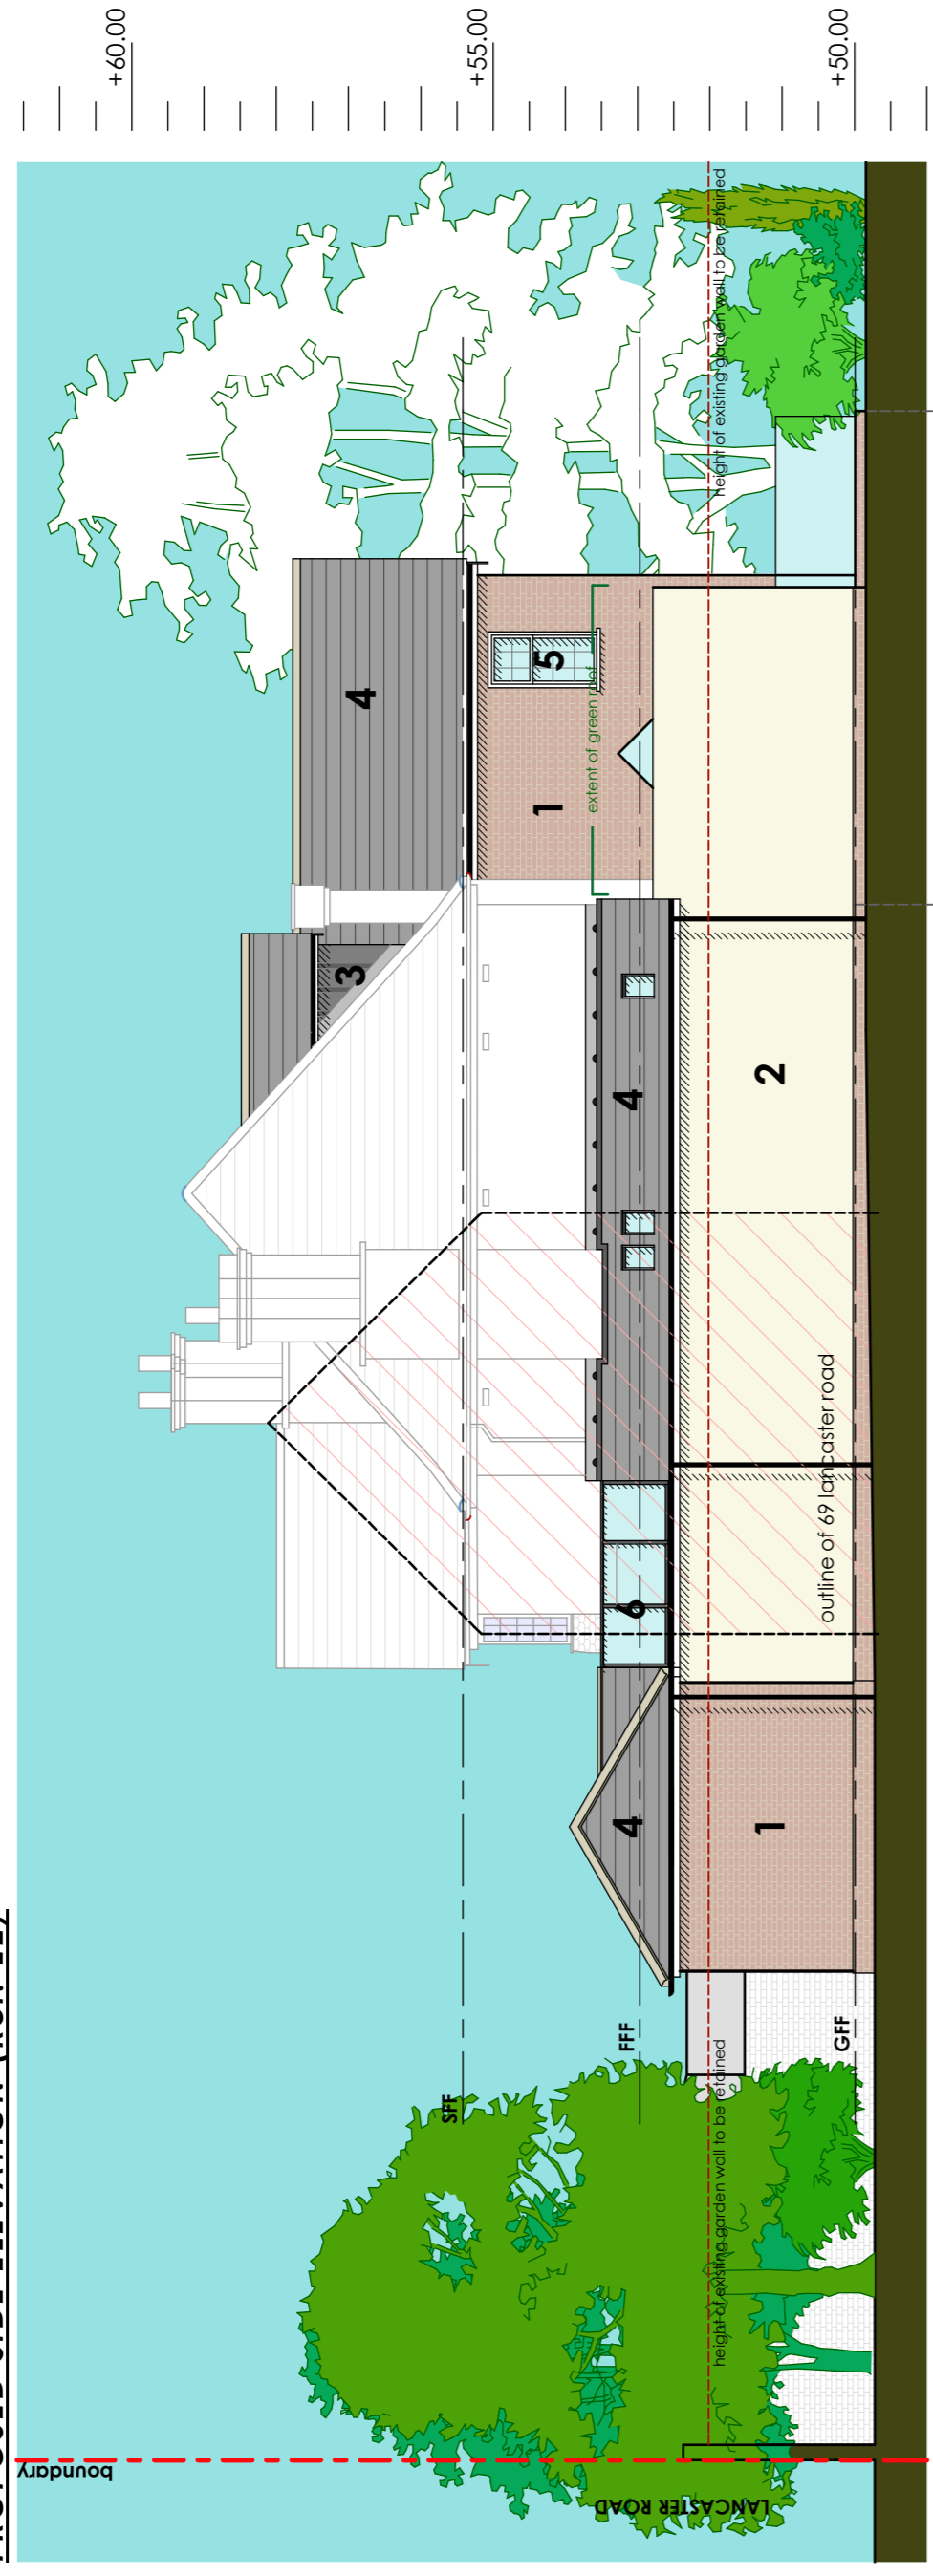 boundary
LANCASTER ROAD
height of existing garden wall to be retained
SFF
FFF
GFF
1
4
6
outline of 69 lancaster road
4
2
3
4
1
5
extent of green roof
height of existing garden wall to be retained
+60.00
+55.00
+50.00